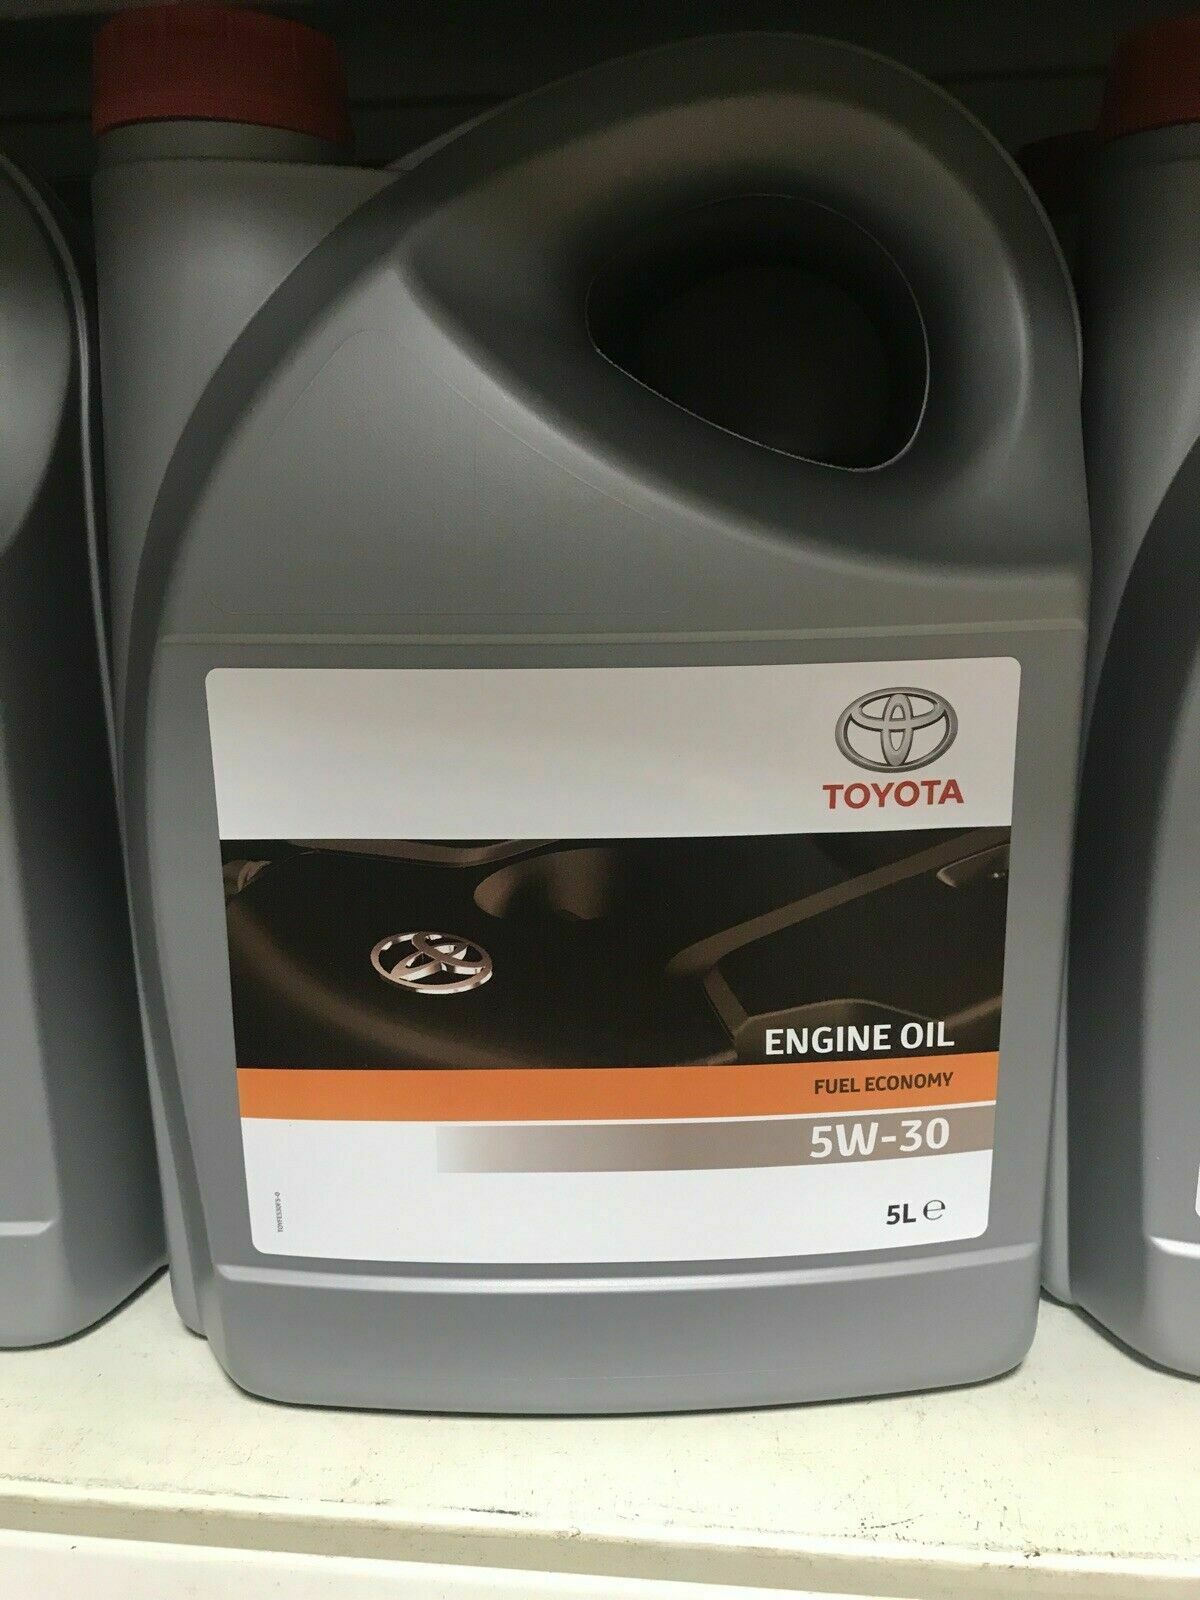 TOYOTA
ENGINE OIL
FUEL ECONOMY
5W-30
5L ℮